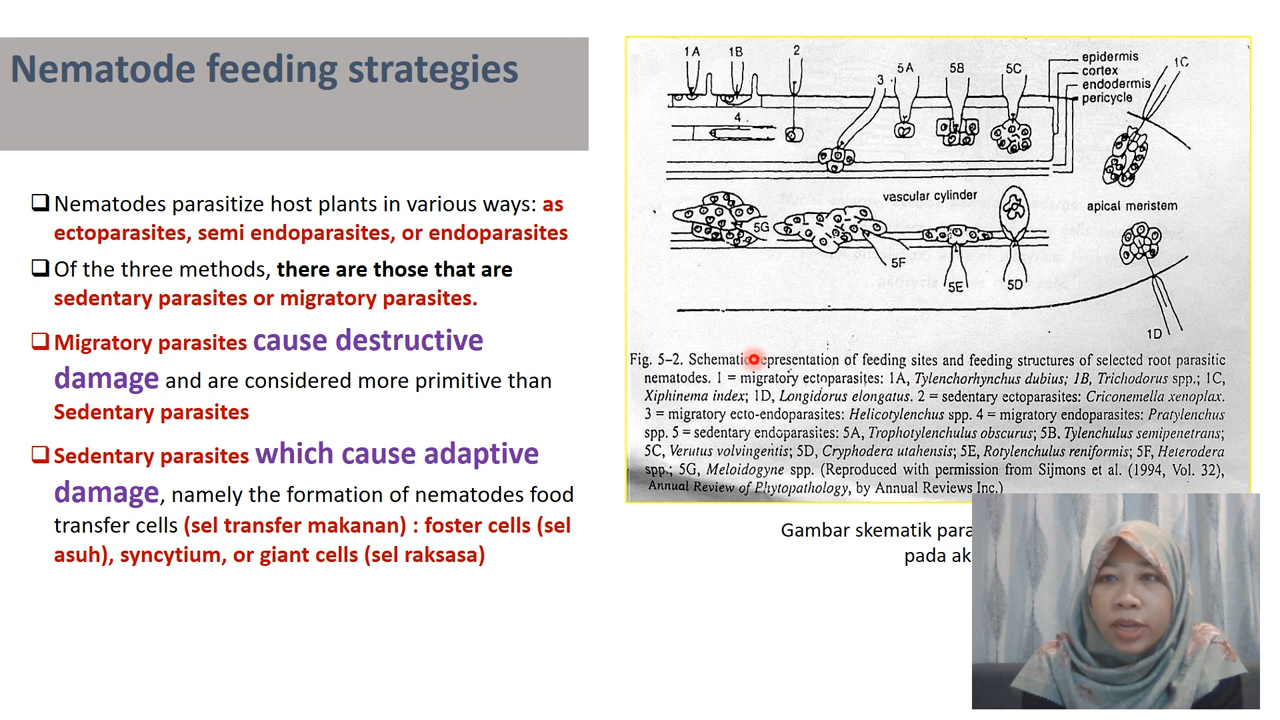 Nematode feeding strategies
Nematodes parasitize host plants in various ways: as
ectoparasites, semi endoparasites, or endoparasites
Of the three methods, there are those that are
sedentary parasites or migratory parasites.
Migratory parasites cause destructive
damage and are considered more primitive than
Sedentary parasites
Sedentary parasites which cause adaptive
damage, namely the formation of nematodes food
transfer cells (sel transfer makanan) : foster cells (sel
asuh), syncytium, or giant cells (sel raksasa)
1A 1B 2 3 5A 5B 5C
epidermis
cortex
endodermis
pericycle
1C
4
vascular cylinder
apical meristem
5G
5F
5E
5D
1D
Fig. 5–2. Schematic epresentation of feeding sites and feeding structures of selected root parasitic
nematodes. 1 = migratory ectoparasites: 1A, Tylenchorhynchus dubius; 1B, Trichodorus spp.; 1C,
Xiphinema index; 1D, Longidorus elongatus. 2 = sedentary ectoparasites: Criconemella xenoplax.
3 = migratory ecto-endoparasites: Helicotylenchus spp. 4 = migratory endoparasites: Pratylenchus
spp. 5 = sedentary endoparasites: 5A, Trophotylenchulus obscurus; 5B. Tylenchulus semipenetrans;
5C, Verutus volvingentis; 5D, Cryphodera utahensis; 5E, Rotylenchulus reniformis; 5F, Heterodera
spp.; 5G, Meloidogyne spp. (Reproduced with permission from Sijmons et al. (1994, Vol. 32),
Annual Review of Phytopathology, by Annual Reviews Inc.)
Gambar skematik para
pada ak